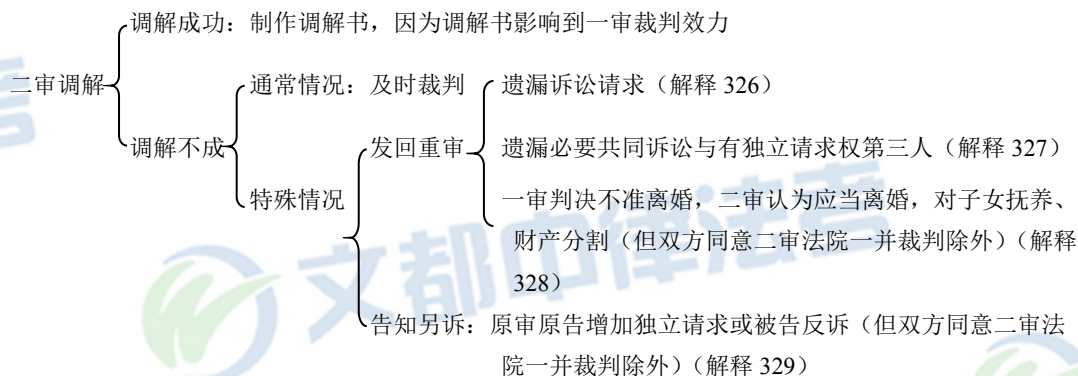 调解成功：制作调解书，因为调解书影响到一审裁判效力
二审调解
通常情况：及时裁判
遗漏诉讼请求（解释 326）
调解不成
发回重审
遗漏必要共同诉讼与有独立请求权第三人（解释 327）
特殊情况
一审判决不准离婚，二审认为应当离婚，对子女抚养、
财产分割（但双方同意二审法院一并裁判除外）（解释
328）
告知另诉：原审原告增加独立请求或被告反诉（但双方同意二审法
院一并裁判除外）（解释 329）
文都中律法考
考